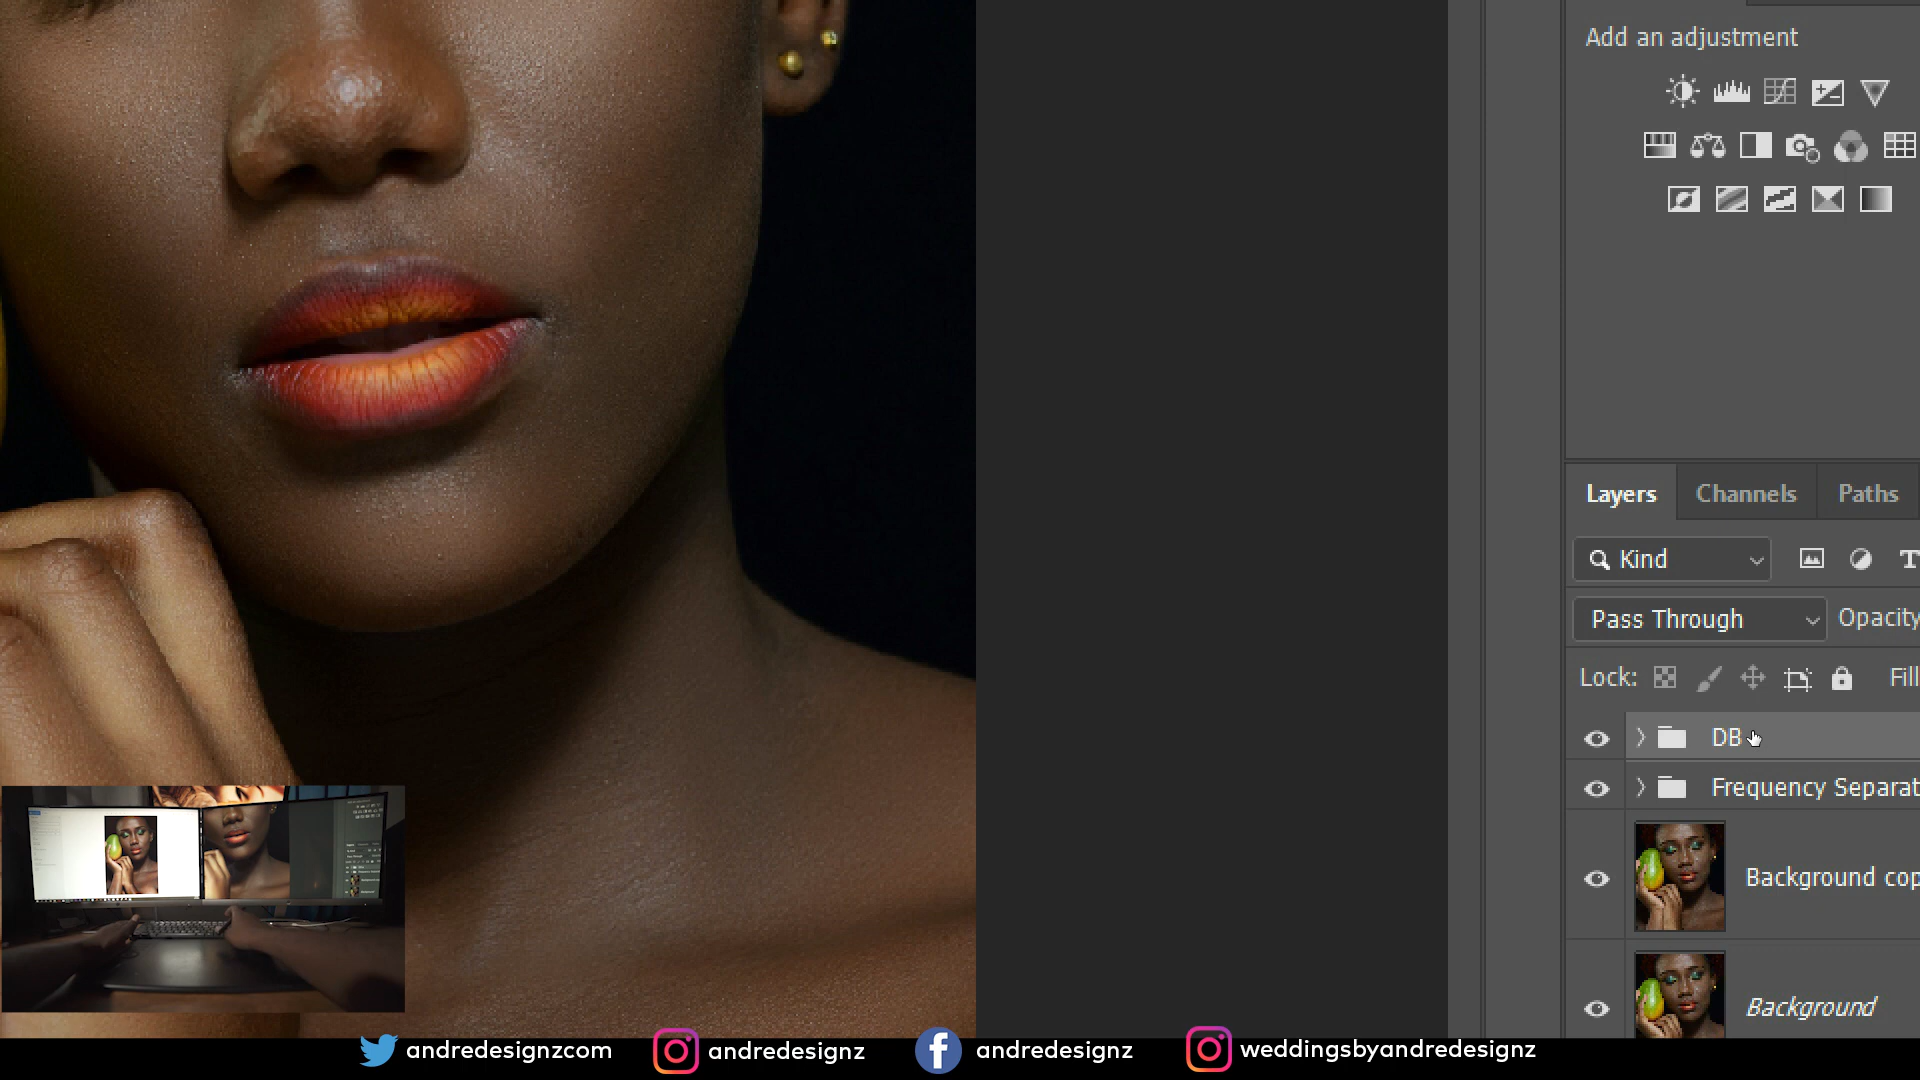 Add an adjustment
Layers Channels Paths
Kind
Pass Through Opacity
Lock: Fill
DB
Frequency Separat
Background cop
Background
andredesignzcom andredesignz andredesignz weddingsbyandredesignz